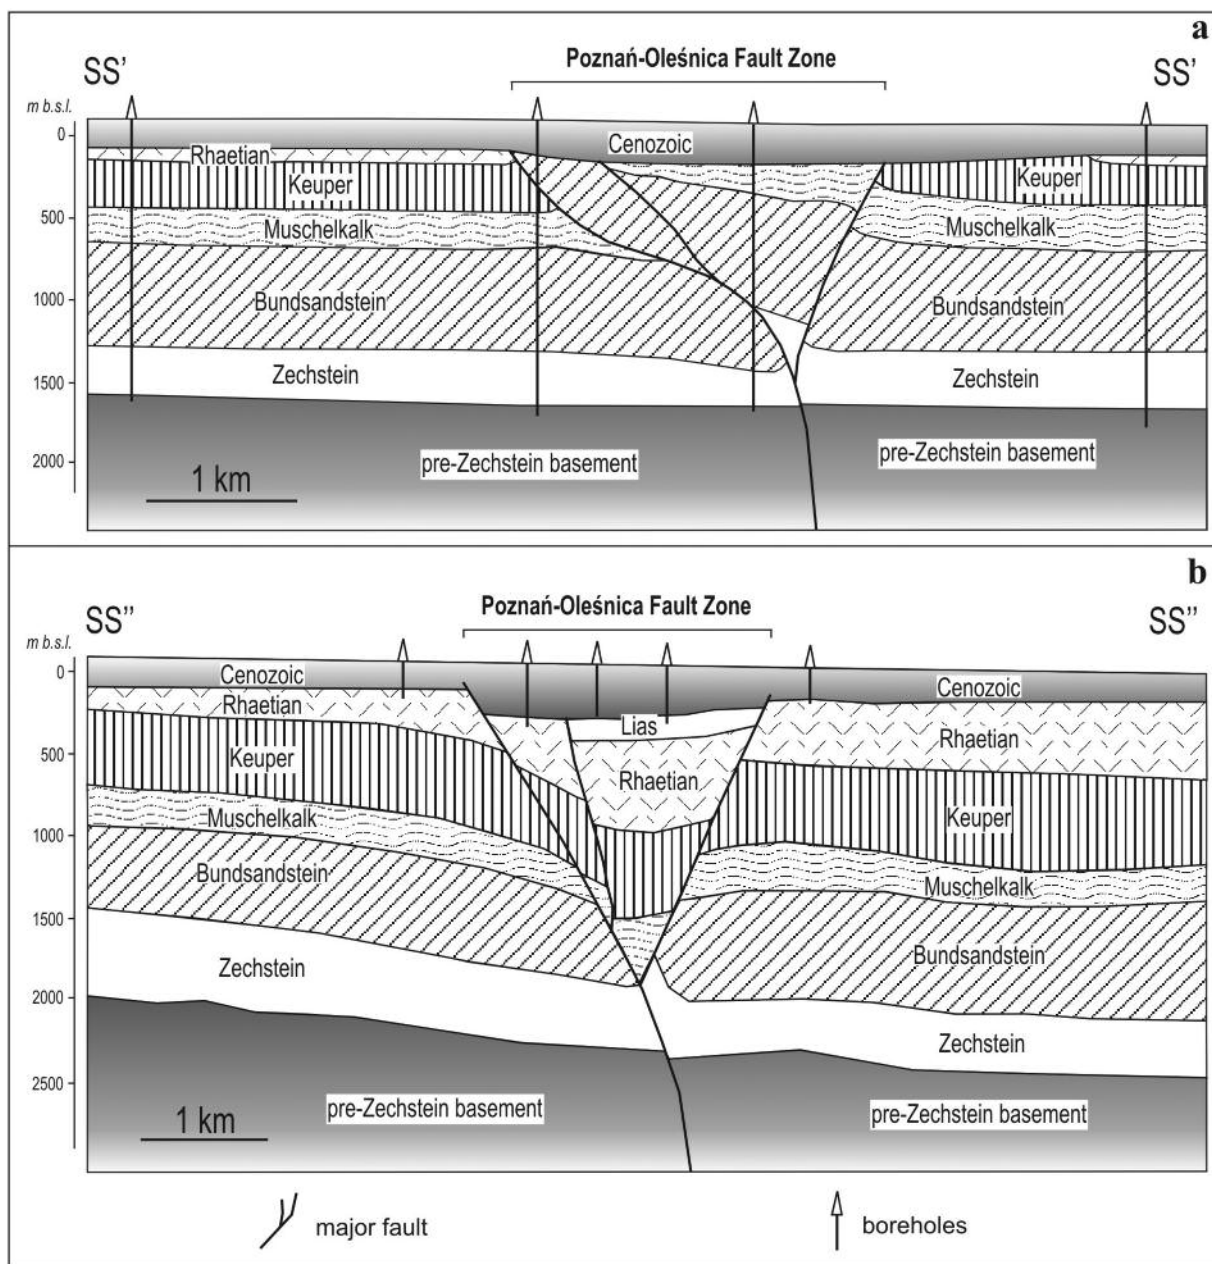 a
Poznań-Oleśnica Fault Zone
SS’
SS’
m b.s.l.
0
Cenozoic
Rhaetian
Keuper
Keuper
500
Muschelkalk
Muschelkalk
1000
Bundsandstein
Bundsandstein
Zechstein
Zechstein
1500
pre-Zechstein basement
pre-Zechstein basement
2000
1 km
b
Poznań-Oleśnica Fault Zone
SS”
SS”
m b.s.l.
0
Cenozoic
Cenozoic
Rhaetian
Lias
Rhaetian
500
Keuper
Rhaetian
Keuper
1000
Muschelkalk
Muschelkalk
Bundsandstein
1500
Bundsandstein
Zechstein
2000
Zechstein
2500
pre-Zechstein basement
pre-Zechstein basement
1 km
major fault
boreholes